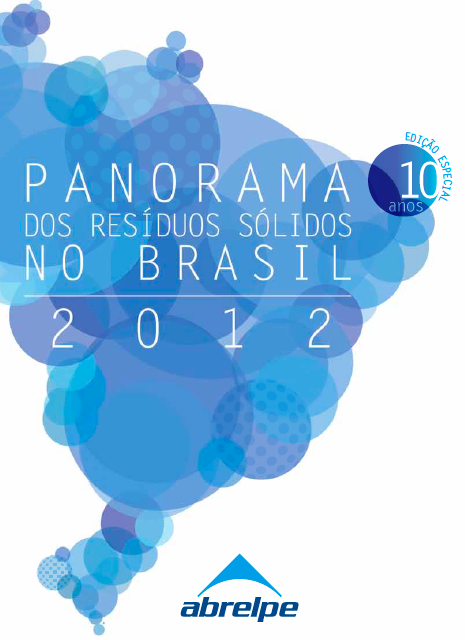 EDIÇÃO ESPECIAL
10
anos
PANORAMA
DOS RESÍDUOS SÓLIDOS
NO BRASIL
2012
abrelpe